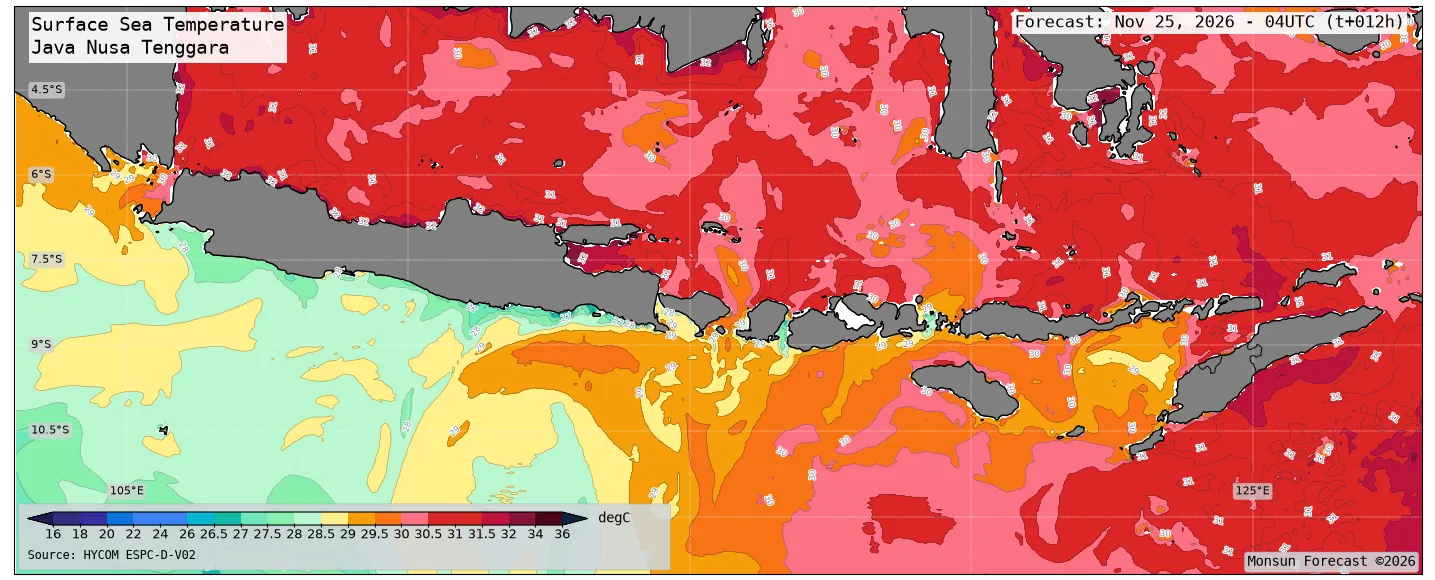 Surface Sea Temperature
Java Nusa Tenggara
Forecast: Nov 25, 2026 - 04UTC (t+012h)
4.5°S
6°S
7.5°S
9°S
10.5°S
105°E
125°E
degC
16 18 20 22 24 26 26.5 27 27.5 28 28.5 29 29.5 30 30.5 31 31.5 32 34 36
Source: HYCOM ESPC-D-V02
Monsun Forecast ©2026